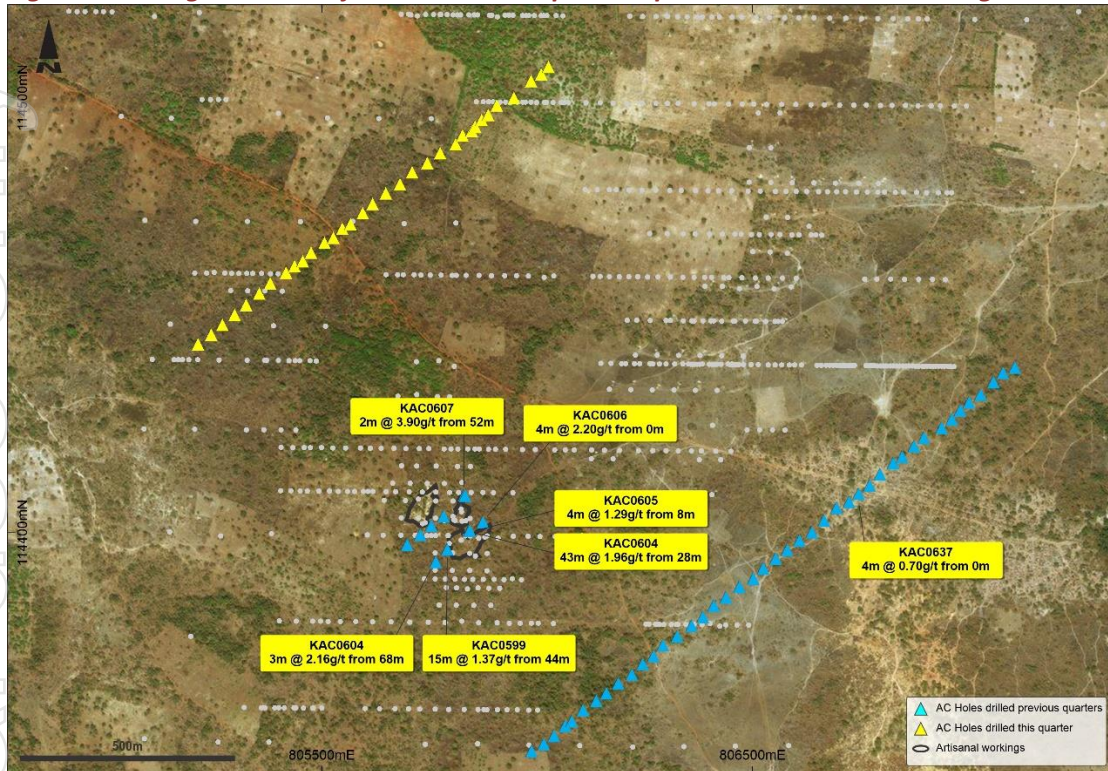 N
114500mN
KAC0607
2m @ 3.90g/t from 52m
KAC0606
4m @ 2.20g/t from 0m
KAC0605
4m @ 1.29g/t from 8m
114400mN
KAC0604
43m @ 1.96g/t from 28m
KAC0637
4m @ 0.70g/t from 0m
KAC0604
3m @ 2.16g/t from 68m
KAC0599
15m @ 1.37g/t from 44m
AC Holes drilled previous quarters
AC Holes drilled this quarter
Artisanal workings
500m
805500mE
806500mE